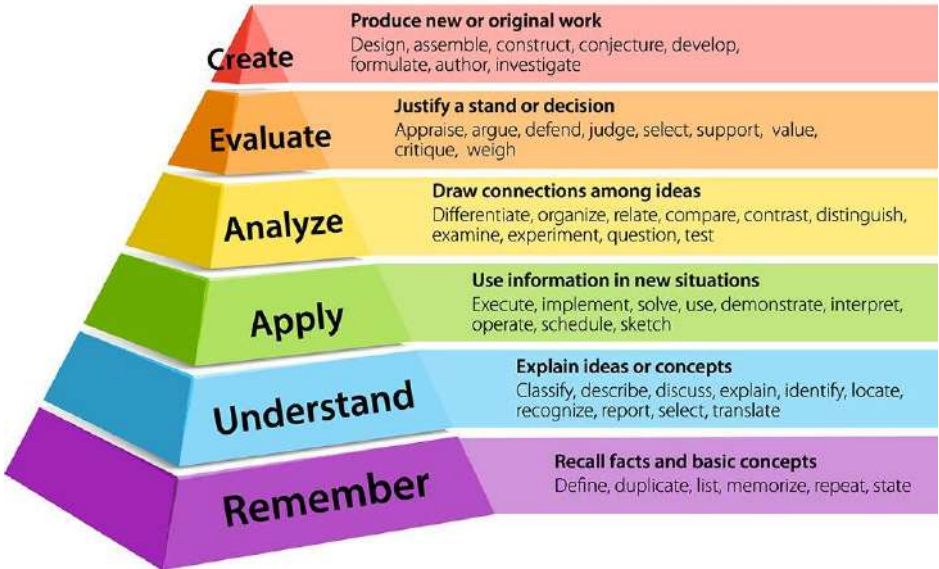 Create
Produce new or original work
Design, assemble, construct, conjecture, develop,
formulate, author, investigate
Evaluate
Justify a stand or decision
Appraise, argue, defend, judge, select, support, value,
critique, weigh
Analyze
Draw connections among ideas
Differentiate, organize, relate, compare, contrast, distinguish,
examine, experiment, question, test
Apply
Use information in new situations
Execute, implement, solve, use, demonstrate, interpret,
operate, schedule, sketch
Understand
Explain ideas or concepts
Classify, describe, discuss, explain, identify, locate,
recognize, report, select, translate
Remember
Recall facts and basic concepts
Define, duplicate, list, memorize, repeat, state